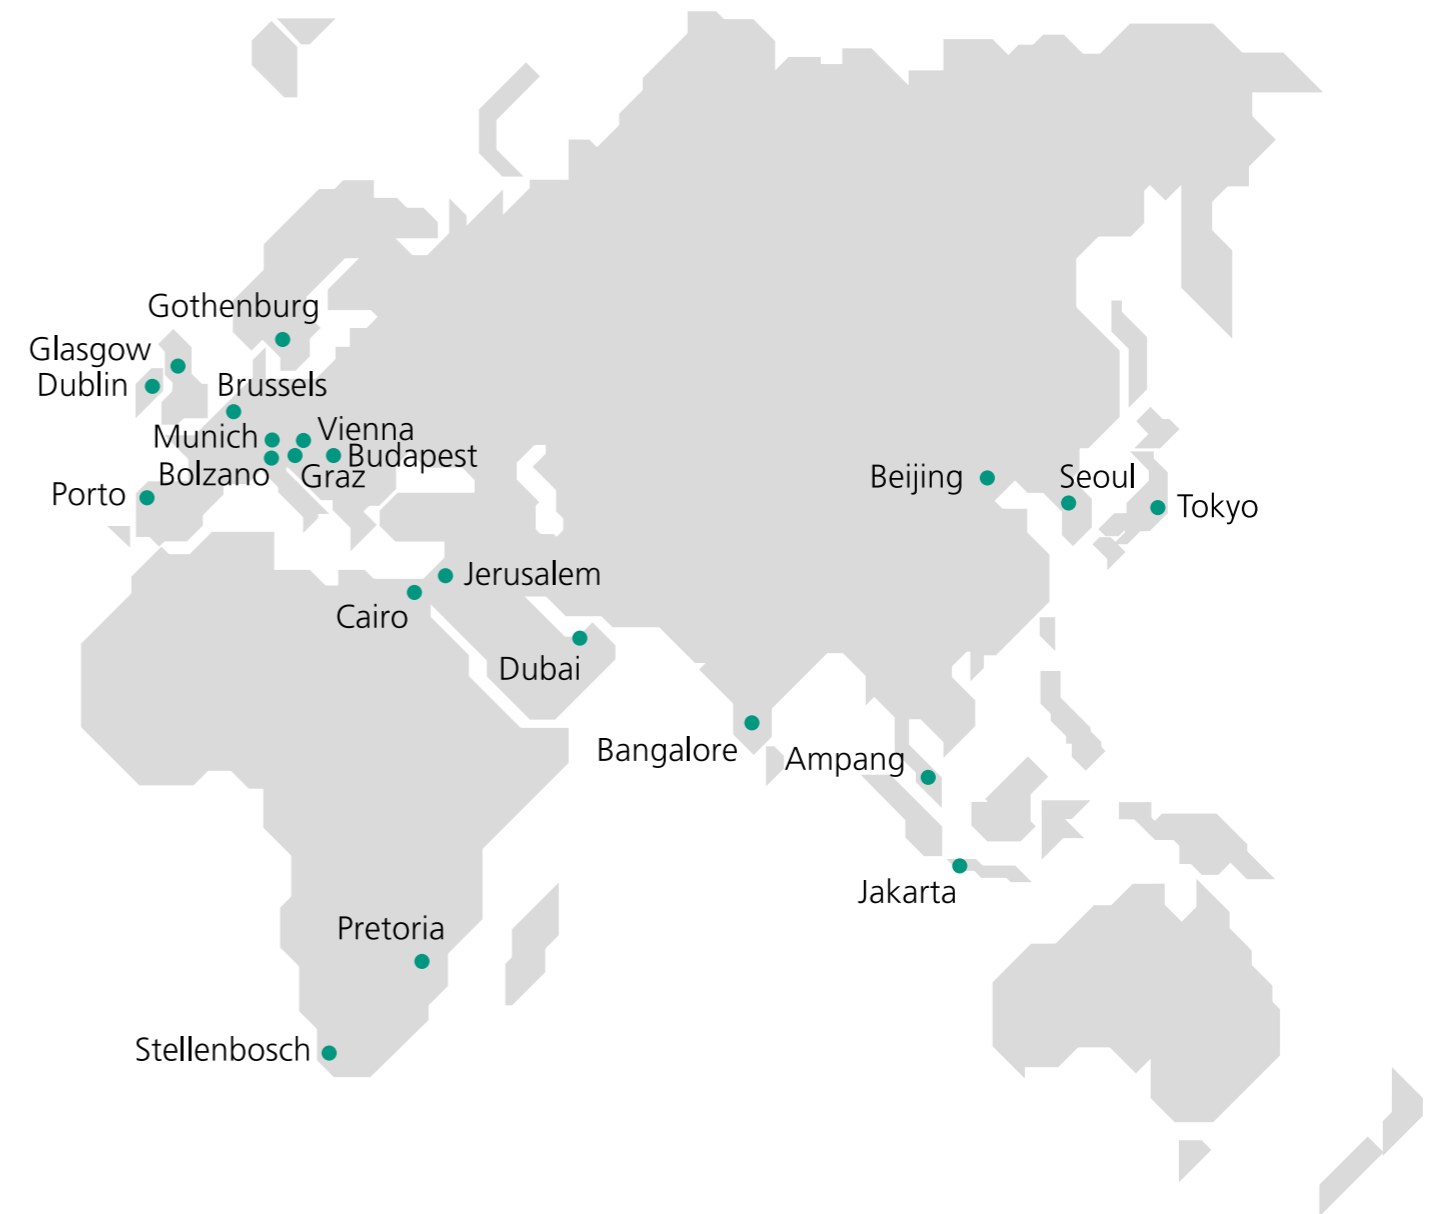 Gothenburg
Glasgow
Dublin
Brussels
Munich
Vienna
Budapest
Bolzano
Graz
Porto
Beijing
Seoul
Tokyo
Jerusalem
Cairo
Dubai
Bangalore
Ampang
Jakarta
Pretoria
Stellenbosch